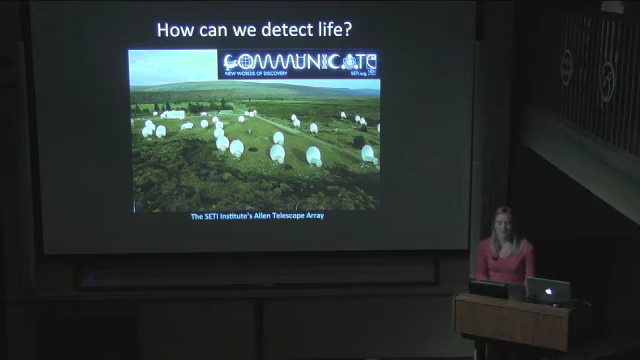 How can we detect life?
COMMUNICATE
NEW WORLDS OF DISCOVERY
SETI.org
The SETI Institute's Allen Telescope Array